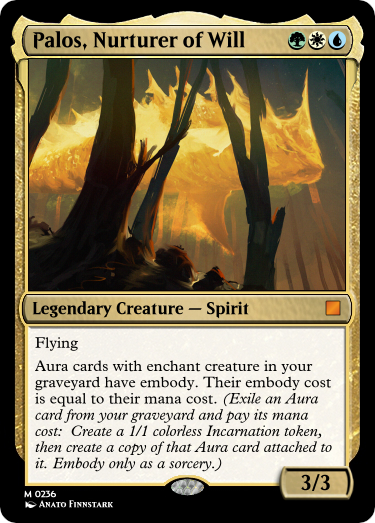 Palos, Nurturer of Will
Legendary Creature — Spirit
Flying
Aura cards with enchant creature in your
graveyard have embody. Their embody cost
is equal to their mana cost. (Exile an Aura
card from your graveyard and pay its mana
cost:  Create a 1/1 colorless Incarnation token,
then create a copy of that Aura card attached to
it. Embody only as a sorcery.)
3/3
M 0236
Anato Finnstark